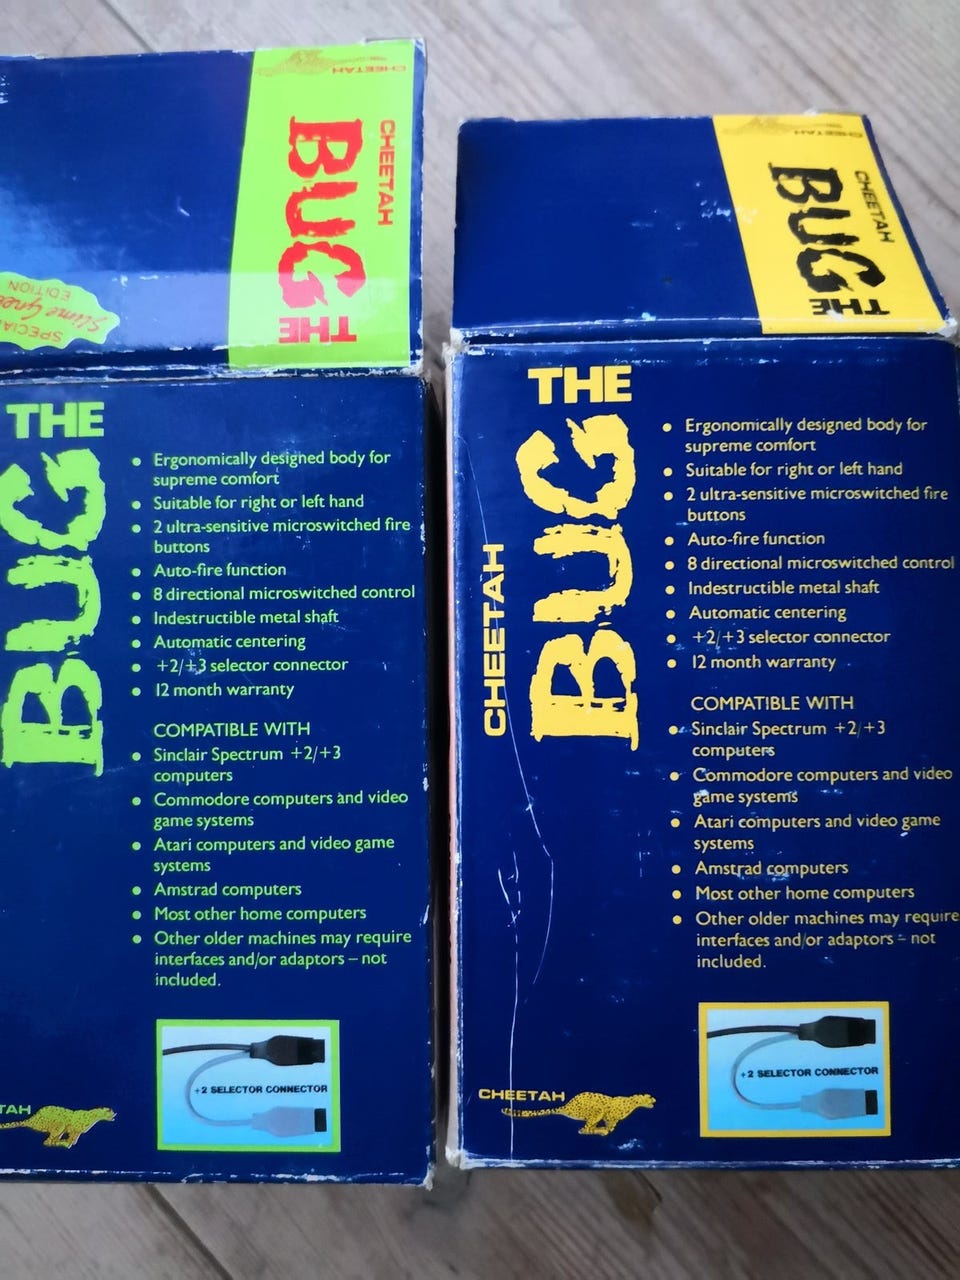 CHEETAH
CHEETAH
THE
BUG
SPECIAL
Slime Green
EDITION
THE
BUG
• Ergonomically designed body for
supreme comfort
• Suitable for right or left hand
• 2 ultra-sensitive microswitched fire
buttons
• Auto-fire function
• 8 directional microswitched control
• Indestructible metal shaft
• Automatic centering
• +2/+3 selector connector
• 12 month warranty
COMPATIBLE WITH
• Sinclair Spectrum +2/+3
computers
• Commodore computers and video
game systems
• Atari computers and video game
systems
• Amstrad computers
• Most other home computers
• Other older machines may require
interfaces and/or adaptors – not
included.
+2 SELECTOR CONNECTOR
TAH
CHEETAH
CHEETAH
THE
BUG
CHEETAH
THE
BUG
• Ergonomically designed body for
supreme comfort
• Suitable for right or left hand
• 2 ultra-sensitive microswitched fire
buttons
• Auto-fire function
• 8 directional microswitched control
• Indestructible metal shaft
• Automatic centering
• +2/+3 selector connector
• 12 month warranty
COMPATIBLE WITH
• Sinclair Spectrum +2/+3
computers
• Commodore computers and video
game systems
• Atari computers and video game
systems
• Amstrad computers
• Most other home computers
• Other older machines may require
interfaces and/or adaptors – not
included.
+2 SELECTOR CONNECTOR
CHEETAH